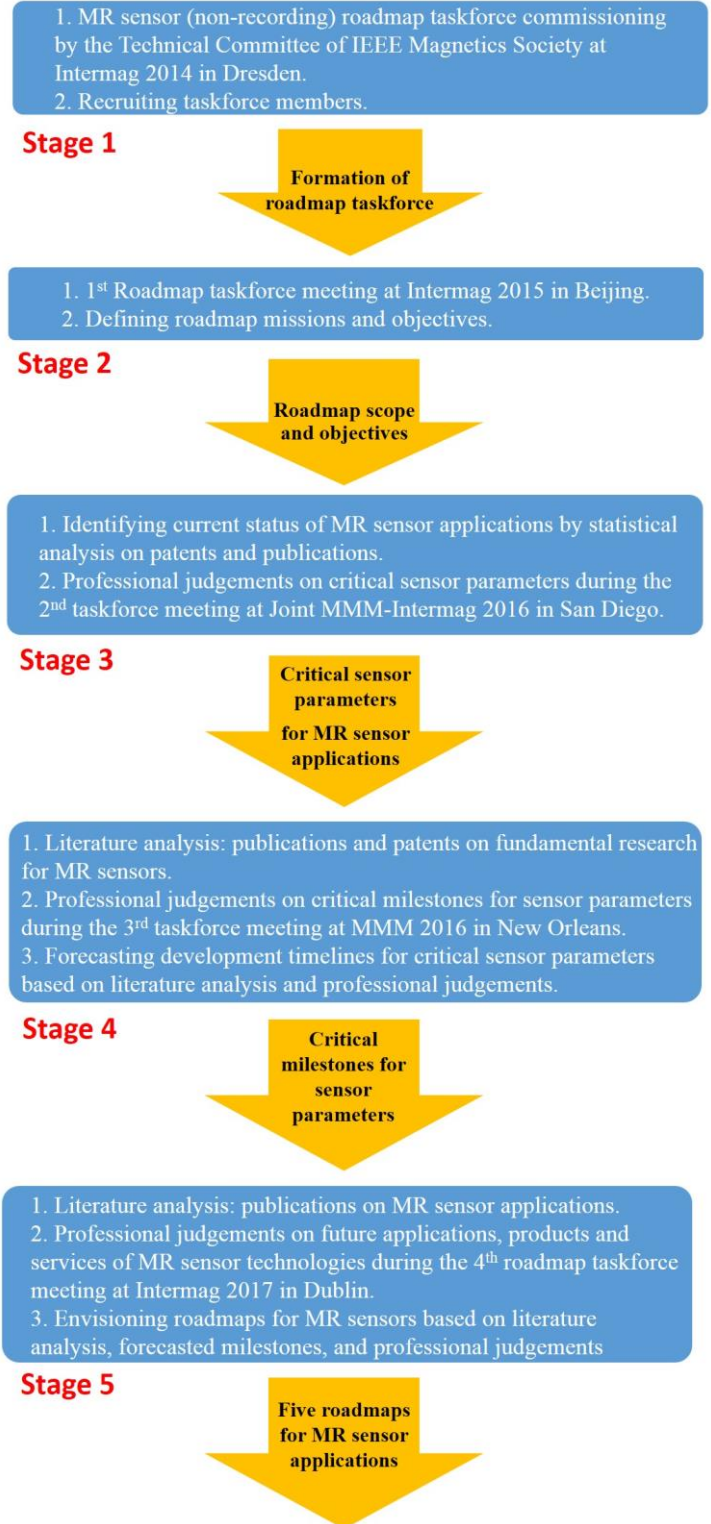 1. MR sensor (non-recording) roadmap taskforce commissioning
by the Technical Committee of IEEE Magnetics Society at
Intermag 2014 in Dresden.
2. Recruiting taskforce members.
Stage 1
Formation of
roadmap taskforce
1. 1st Roadmap taskforce meeting at Intermag 2015 in Beijing.
2. Defining roadmap missions and objectives.
Stage 2
Roadmap scope
and objectives
1. Identifying current status of MR sensor applications by statistical
analysis on patents and publications.
2. Professional judgements on critical sensor parameters during the
2nd taskforce meeting at Joint MMM-Intermag 2016 in San Diego.
Stage 3
Critical sensor
parameters
for MR sensor
applications
1. Literature analysis: publications and patents on fundamental research
for MR sensors.
2. Professional judgements on critical milestones for sensor parameters
during the 3rd taskforce meeting at MMM 2016 in New Orleans.
3. Forecasting development timelines for critical sensor parameters
based on literature analysis and professional judgements.
Stage 4
Critical
milestones for
sensor
parameters
1. Literature analysis: publications on MR sensor applications.
2. Professional judgements on future applications, products and
services of MR sensor technologies during the 4th roadmap taskforce
meeting at Intermag 2017 in Dublin.
3. Envisioning roadmaps for MR sensors based on literature
analysis, forecasted milestones, and professional judgements
Stage 5
Five roadmaps
for MR sensor
applications